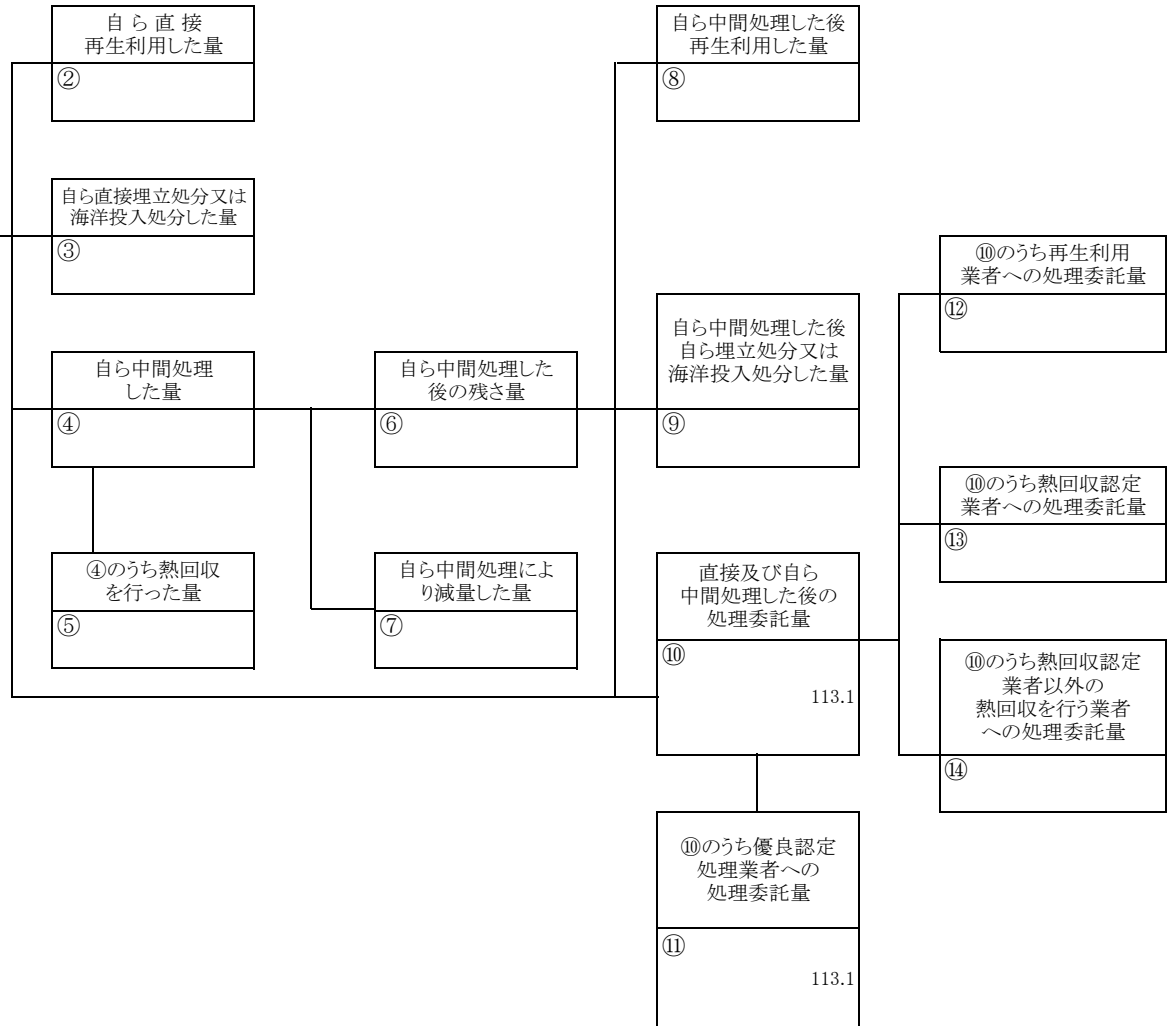 自 ら 直 接
再生利用した量
②
自ら直接埋立処分又は
海洋投入処分した量
③
自ら中間処理
した量
④
④のうち熱回収
を行った量
⑤
自ら中間処理した
後の残さ量
⑥
自ら中間処理によ
り減量した量
⑦
自ら中間処理した後
再生利用した量
⑧
自ら中間処理した後
自ら埋立処分又は
海洋投入処分した量
⑨
直接及び自ら
中間処理した後の
処理委託量
⑩
113.1
⑩のうち優良認定
処理業者への
処理委託量
⑪
113.1
⑩のうち再生利用
業者への処理委託量
⑫
⑩のうち熱回収認定
業者への処理委託量
⑬
⑩のうち熱回収認定
業者以外の
熱回収を行う業者
への処理委託量
⑭